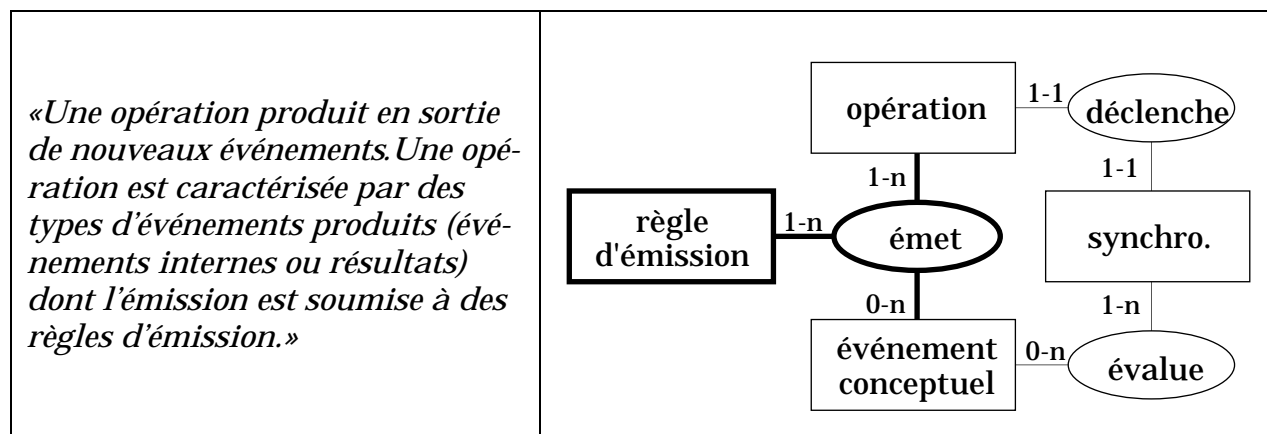 «Une opération produit en sortie
de nouveaux événements.Une opé-
ration est caractérisée par des
types d'événements produits (évé-
nements internes ou résultats)
dont l'émission est soumise à des
règles d'émission.»
opération
1-1
déclenche
1-n
1-1
règle
d'émission
1-n
émet
synchro.
0-n
1-n
événement
conceptuel
0-n
évalue